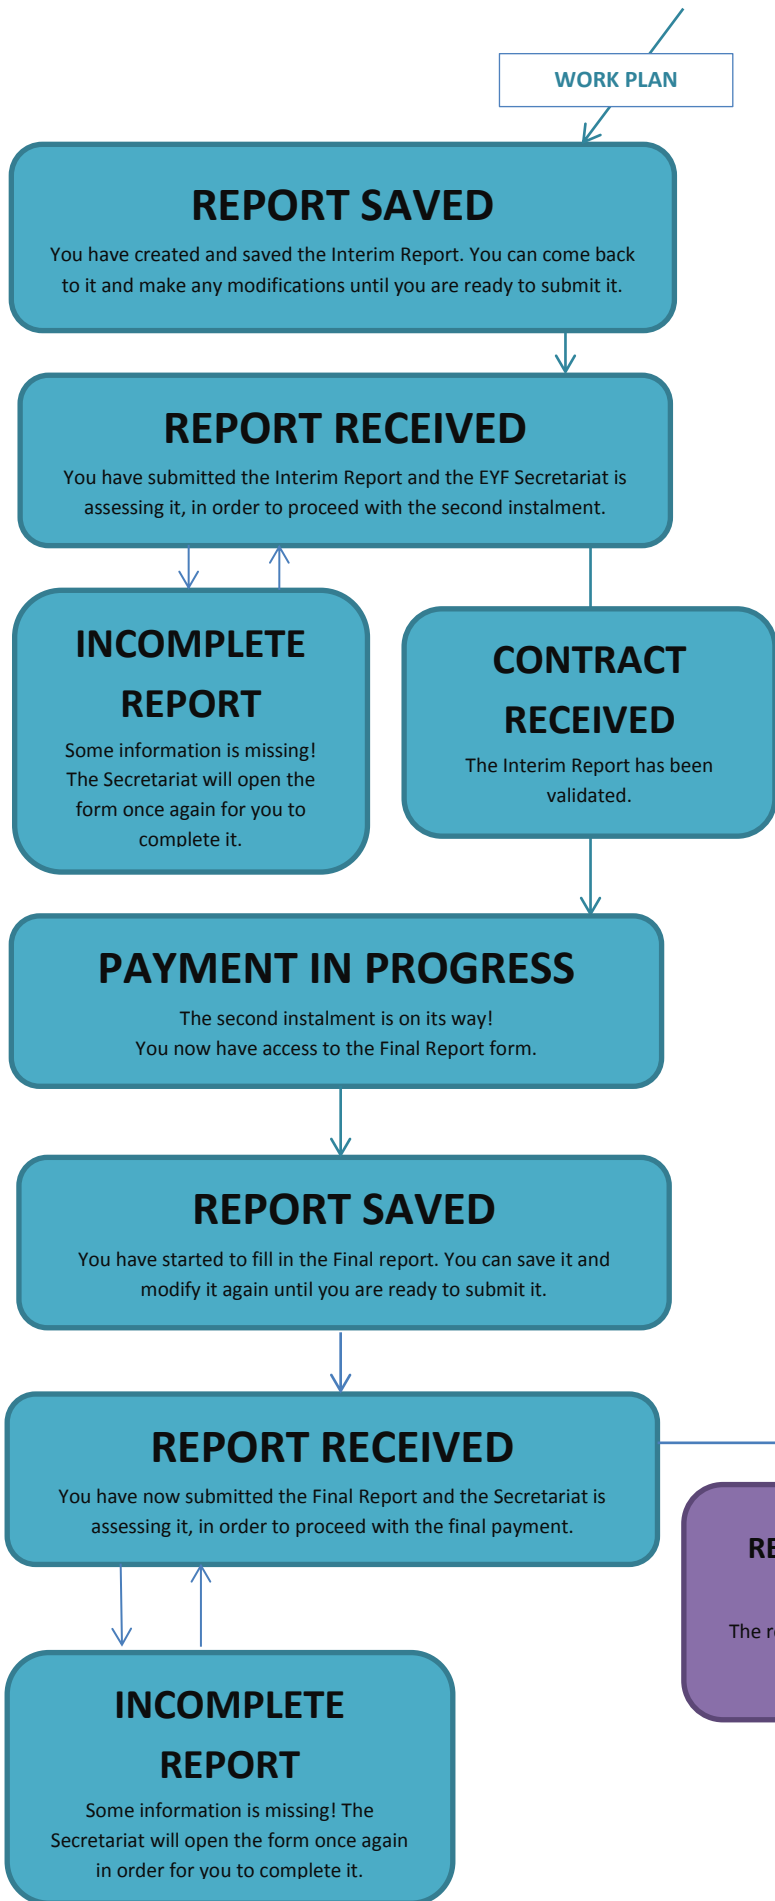 WORK PLAN
REPORT SAVED
You have created and saved the Interim Report. You can come back
to it and make any modifications until you are ready to submit it.
REPORT RECEIVED
You have submitted the Interim Report and the EYF Secretariat is
assessing it, in order to proceed with the second instalment.
INCOMPLETE
REPORT
Some information is missing!
The Secretariat will open the
form once again for you to
complete it.
CONTRACT
RECEIVED
The Interim Report has been
validated.
PAYMENT IN PROGRESS
The second instalment is on its way!
You now have access to the Final Report form.
REPORT SAVED
You have started to fill in the Final report. You can save it and
modify it again until you are ready to submit it.
REPORT RECEIVED
You have now submitted the Final Report and the Secretariat is
assessing it, in order to proceed with the final payment.
The
INCOMPLETE
REPORT
Some information is missing! The
Secretariat will open the form once again
in order for you to complete it.